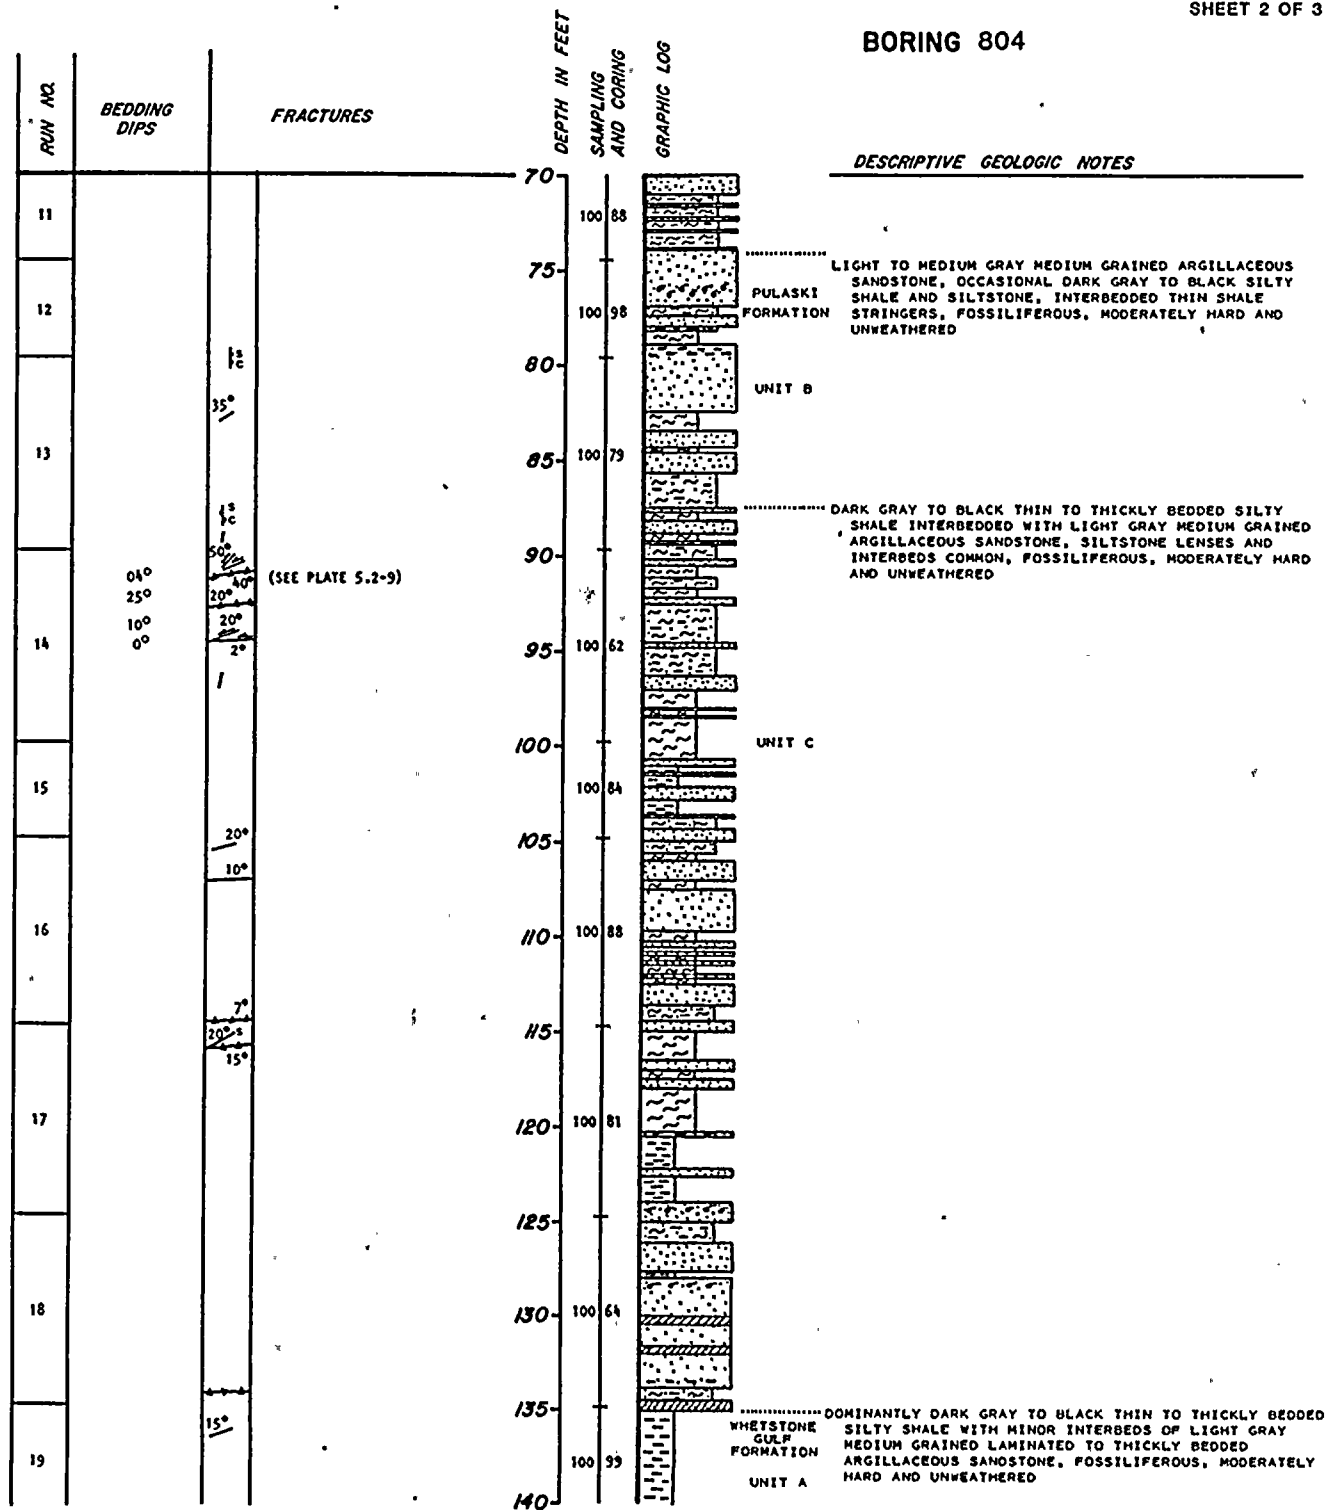 SHEET 2 OF 3
BORING 804
RUN NO.
BEDDING
DIPS
FRACTURES
DEPTH IN FEET
SAMPLING
AND CORING
GRAPHIC LOG
DESCRIPTIVE GEOLOGIC NOTES
70
11
100 88
LIGHT TO MEDIUM GRAY MEDIUM GRAINED ARGILLACEOUS
SANDSTONE, OCCASIONAL DARK GRAY TO BLACK SILTY
SHALE AND SILTSTONE, INTERBEDDED THIN SHALE
STRINGERS, FOSSILIFEROUS, MODERATELY HARD AND
UNWEATHERED
75
PULASKI
FORMATION
12
100 98
S
C
80
UNIT B
35°
13
85
100 79
S
C
DARK GRAY TO BLACK THIN TO THICKLY BEDDED SILTY
SHALE INTERBEDDED WITH LIGHT GRAY MEDIUM GRAINED
ARGILLACEOUS SANDSTONE, SILTSTONE LENSES AND
INTERBEDS COMMON, FOSSILIFEROUS, MODERATELY HARD
AND UNWEATHERED
50°
90
04°
40°
(SEE PLATE 5.2-9)
25°
20°
10°
20°
0°
14
2°
95
100 62
100
UNIT C
15
100 84
20°
105
10°
16
110
100 88
7°
20° S
115
15°
17
120
100 81
125
18
130
100 64
135
15°
DOMINANTLY DARK GRAY TO BLACK THIN TO THICKLY BEDDED
SILTY SHALE WITH MINOR INTERBEDS OF LIGHT GRAY
MEDIUM GRAINED LAMINATED TO THICKLY BEDDED
ARGILLACEOUS SANDSTONE, FOSSILIFEROUS, MODERATELY
HARD AND UNWEATHERED
WHETSTONE
GULF
FORMATION
UNIT A
19
100 99
140